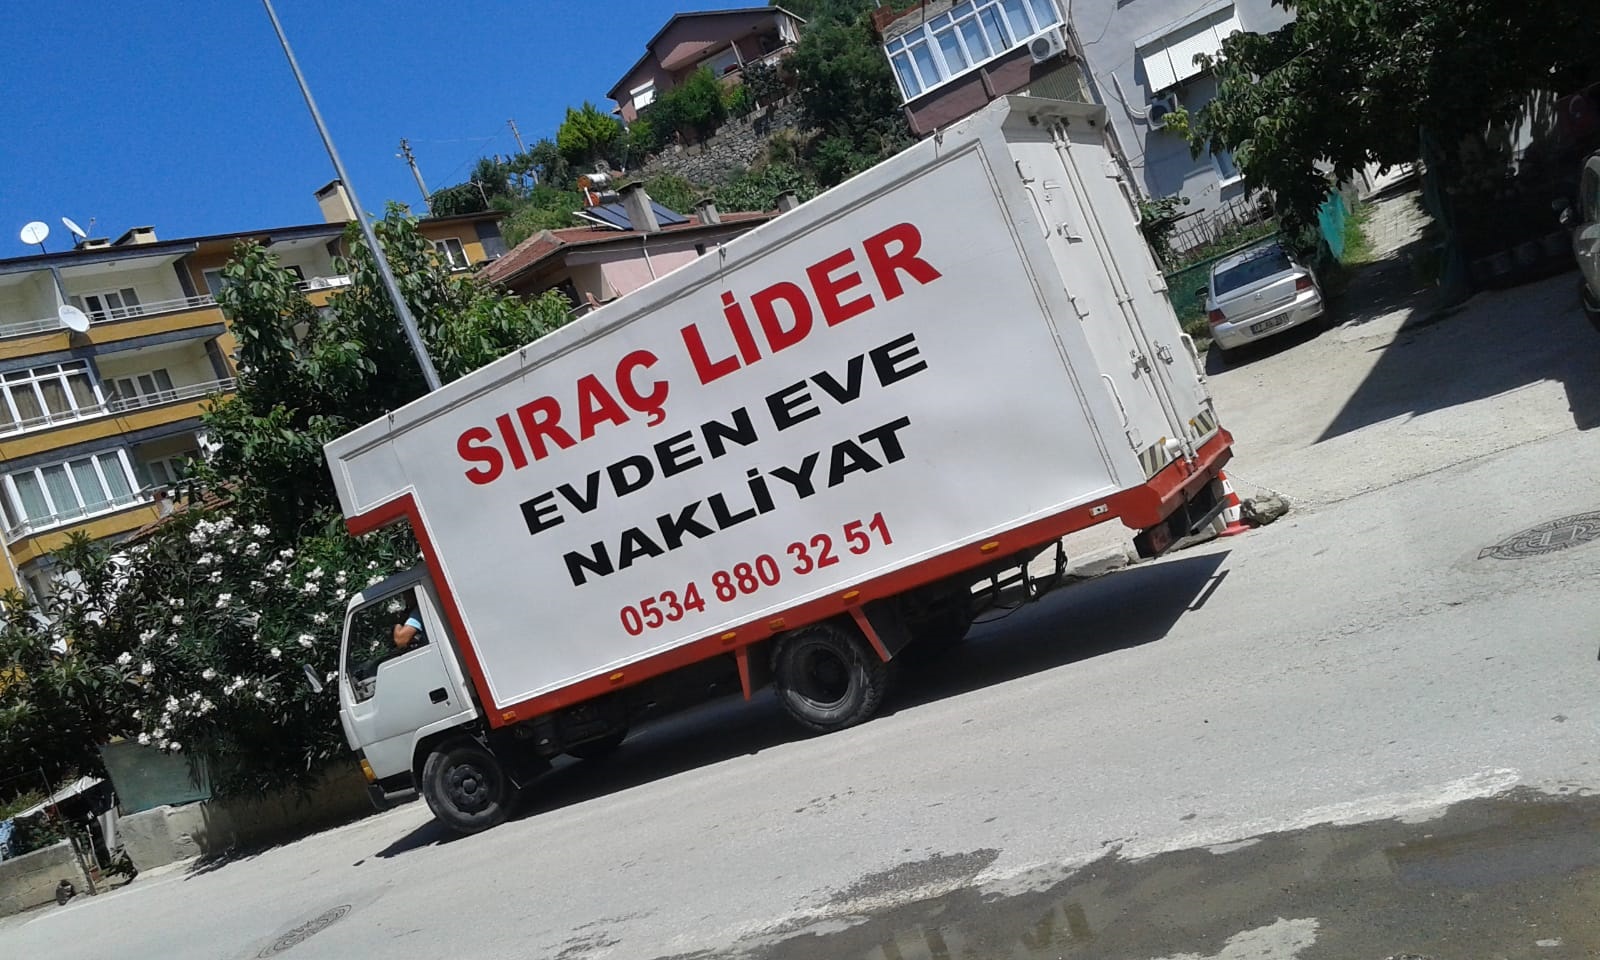 SIRAÇ LİDER
EVDEN EVE
NAKLİYAT
0534 880 32 51